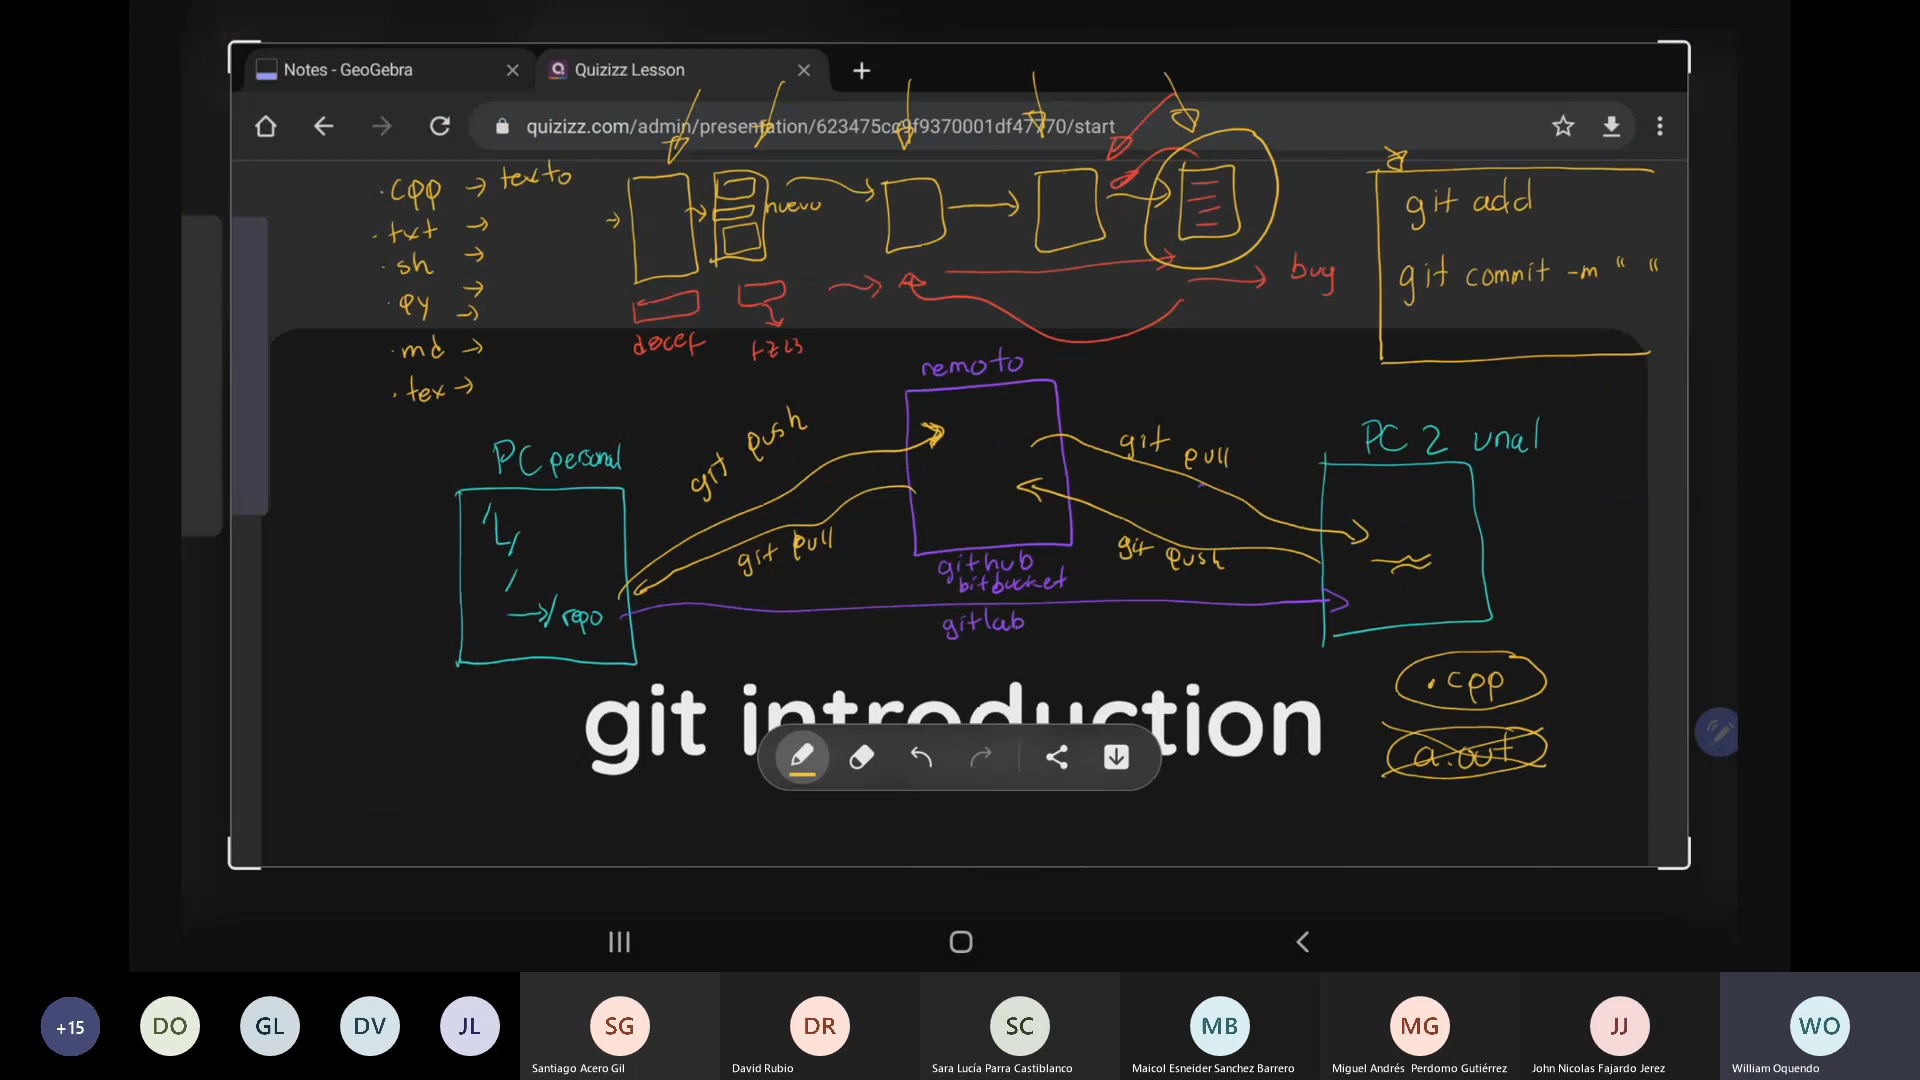 Notes - GeoGebra
Quizizz Lesson
quizizz.com/admin/presentation/623475cc9f9370001df47770/start
.cpp → texto
.txt →
.sh →
.py →
→
.md →
.tex →
nuevo
bug
git add
git commit -m " "
remoto
PC personal
git push
git pull
/repo
github
bitbucket
gitlab
git pull
git push
PC 2 unal
.cpp
a.out
git introduction
+15
DO
GL
DV
JL
SG
DR
SC
MB
MG
JJ
WO
Santiago Acero Gil
David Rubio
Sara Lucía Parra Castiblanco
Maicol Esneider Sanchez Barrero
Miguel Andrés Perdomo Gutiérrez
John Nicolas Fajardo Jerez
William Oquendo